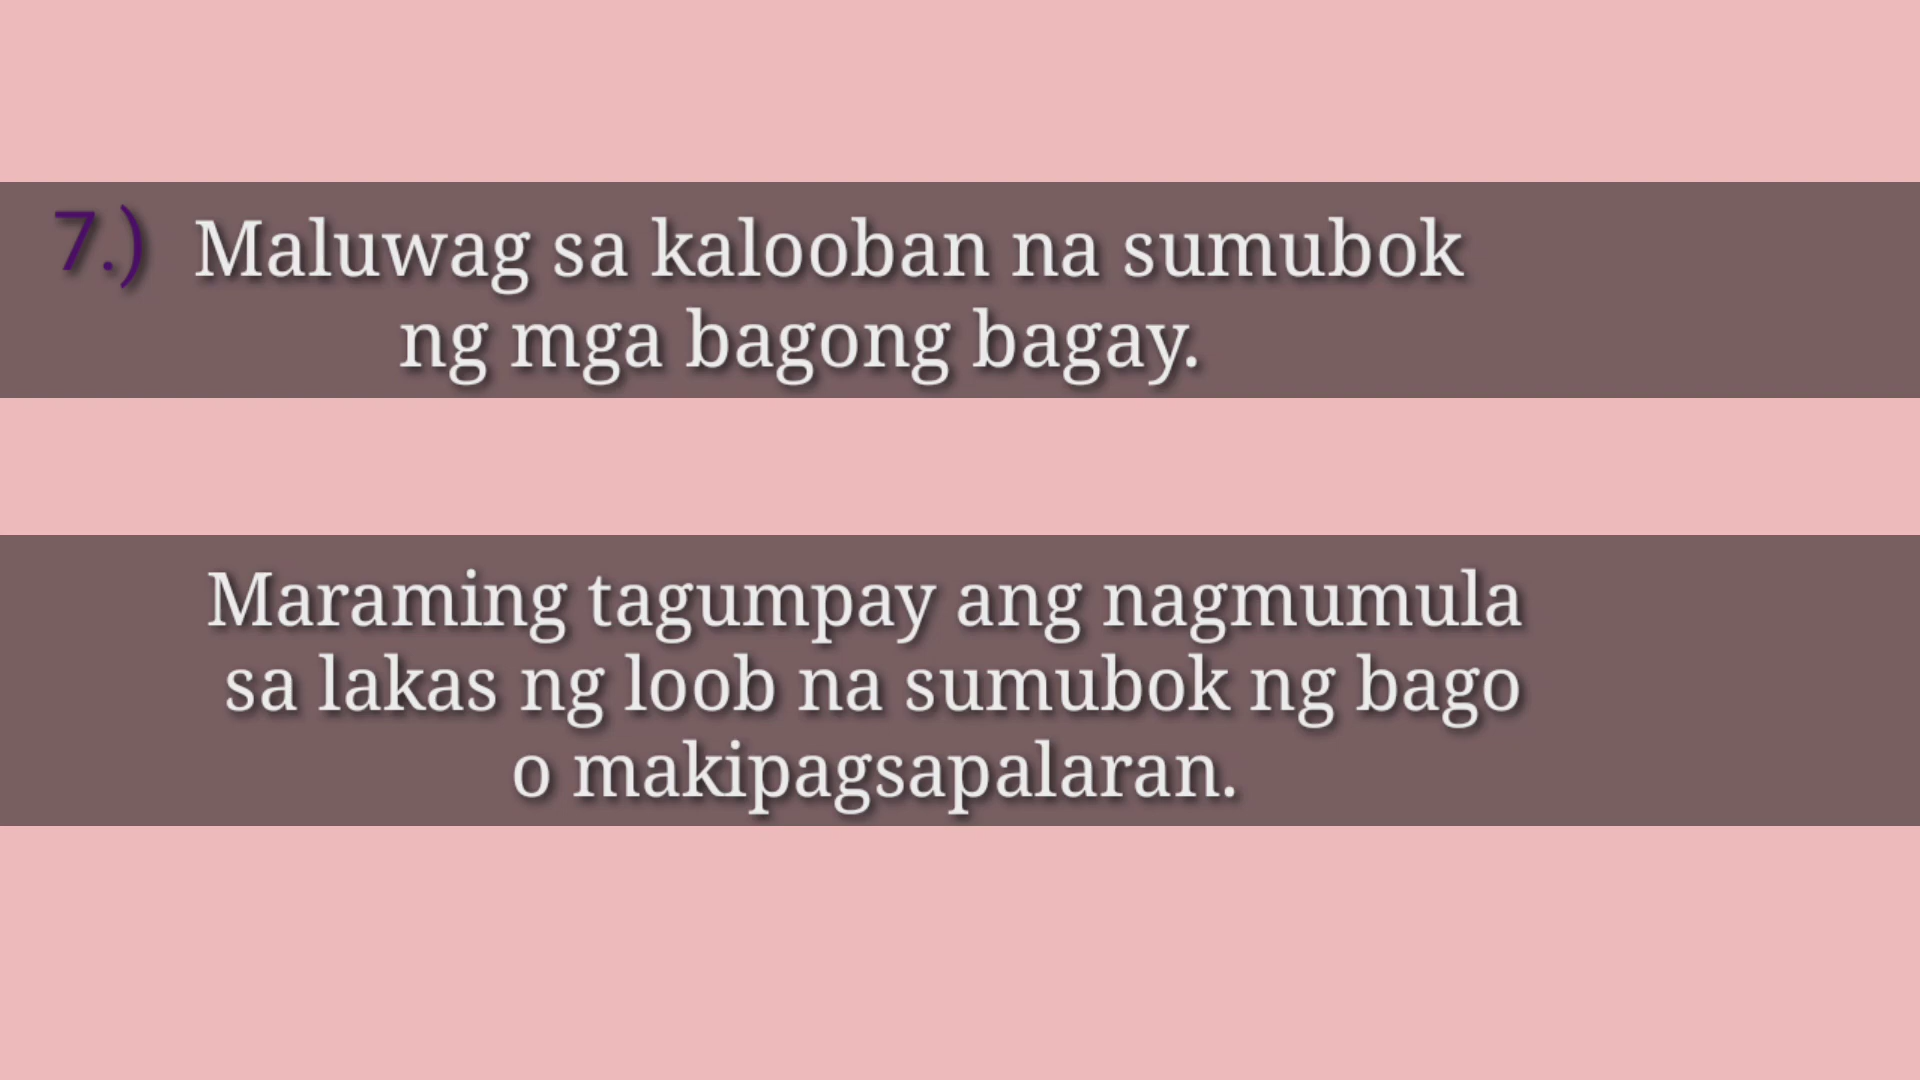 7.) Maluwag sa kalooban na sumubok
ng mga bagong bagay.
Maraming tagumpay ang nagmumula
sa lakas ng loob na sumubok ng bago
o makipagsapalaran.